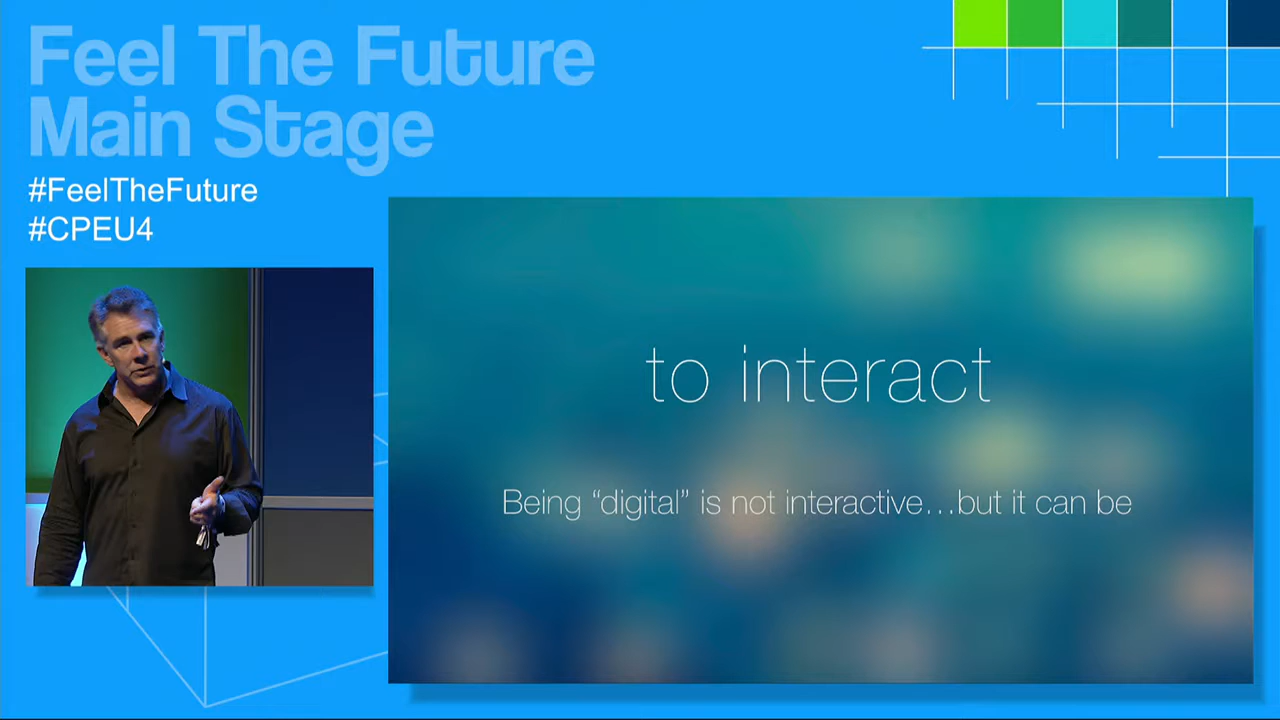 Feel The Future
Main Stage
#FeelTheFuture
#CPEU4
to interact
Being “digital” is not interactive…but it can be